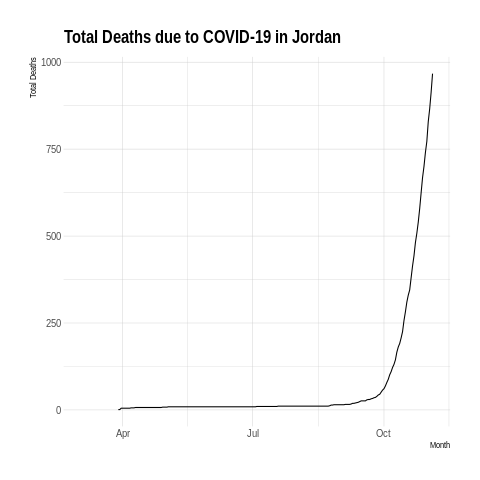 Total Deaths due to COVID-19 in Jordan
Total Deaths
1000
750
500
250
0
Apr
Jul
Oct
Month